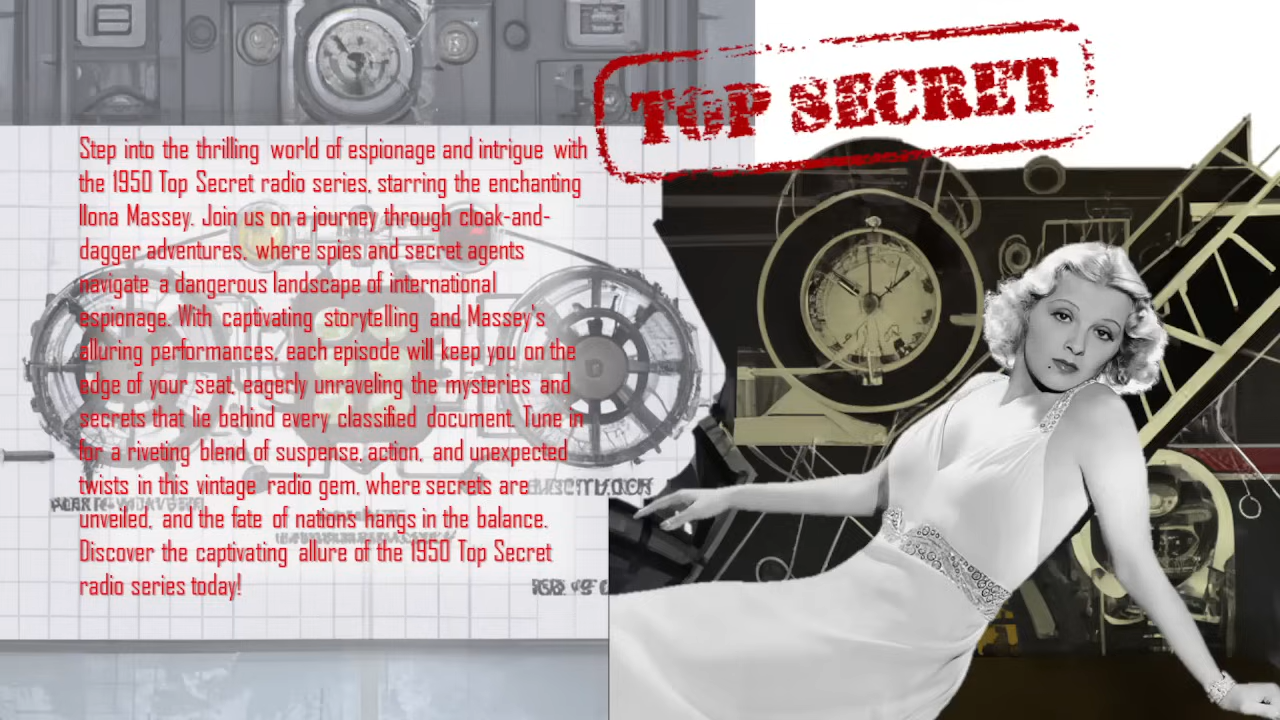 TOP SECRET
Step into the thrilling world of espionage and intrigue with
the 1950 Top Secret radio series, starring the enchanting
Ilona Massey. Join us on a journey through cloak-and-
dagger adventures, where spies and secret agents
navigate a dangerous landscape of international
espionage. With captivating storytelling and Massey's
alluring performances, each episode will keep you on the
edge of your seat, eagerly unraveling the mysteries and
secrets that lie behind every classified document. Tune in
for a riveting blend of suspense, action, and unexpected
twists in this vintage radio gem, where secrets are
unveiled, and the fate of nations hangs in the balance.
Discover the captivating allure of the 1950 Top Secret
radio series today!